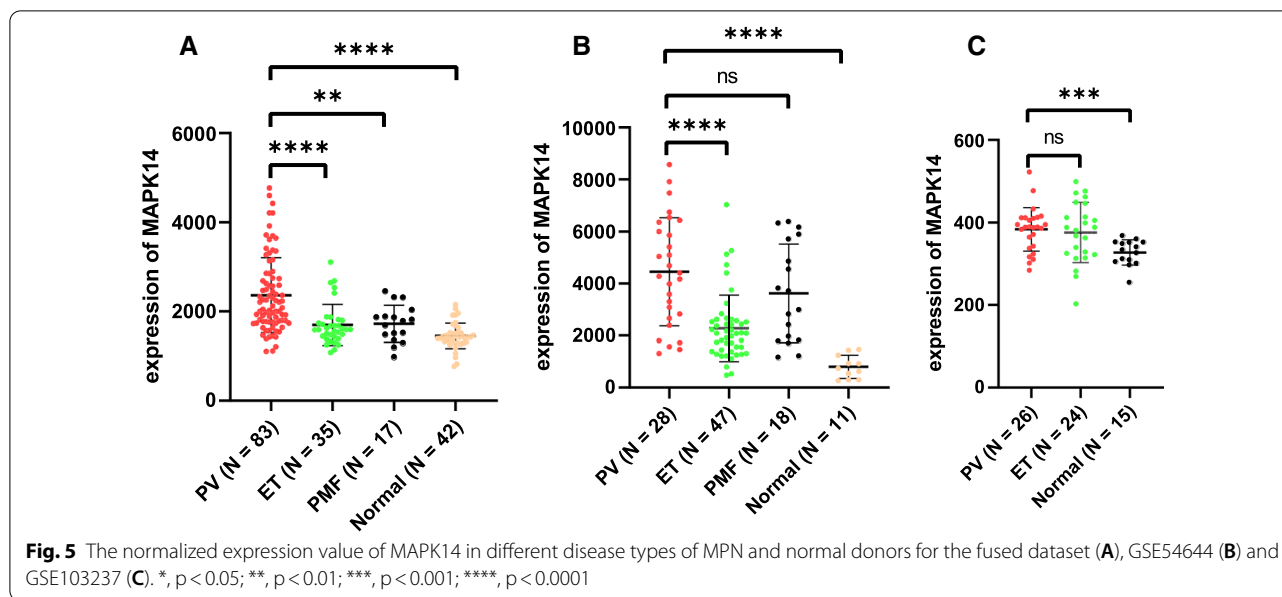 A
****
**
****
6000
4000
2000
0
expression of MAPK14
PV (N = 83)
ET (N = 35)
PMF (N = 17)
Normal (N = 42)
B
****
ns
****
10000
8000
6000
4000
2000
0
expression of MAPK14
PV (N = 28)
ET (N = 47)
PMF (N = 18)
Normal (N = 11)
C
***
ns
600
400
200
0
expression of MAPK14
PV (N = 26)
ET (N = 24)
Normal (N = 15)
Fig. 5 The normalized expression value of MAPK14 in different disease types of MPN and normal donors for the fused dataset (A), GSE54644 (B) and
GSE103237 (C). *, p < 0.05; **, p < 0.01; ***, p < 0.001; ****, p < 0.0001